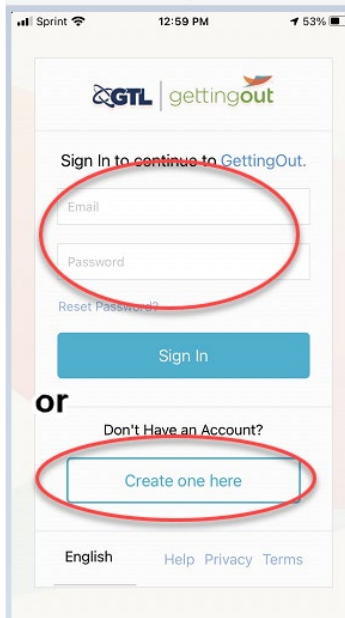 Sprint 12:59 PM 53%
GTL gettingout
Sign In to continue to GettingOut.
Email
Password
Reset Password?
Sign In
or
Don't Have an Account?
Create one here
English Help Privacy Terms